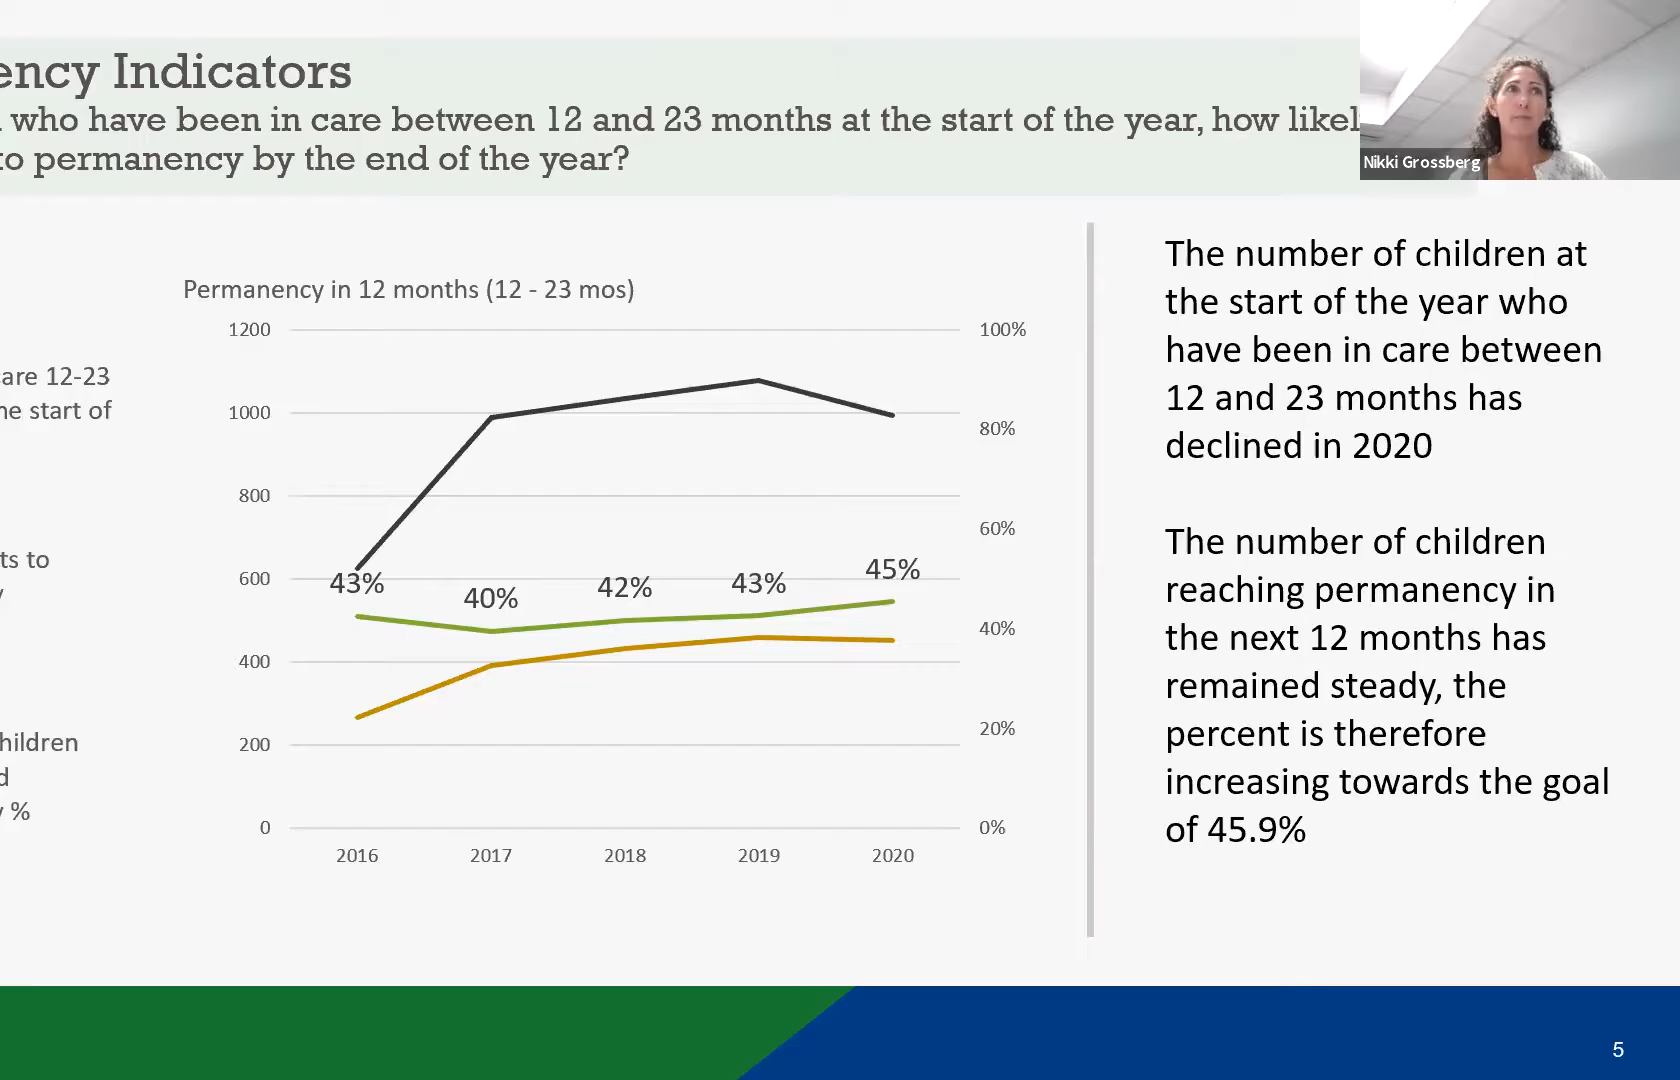 ency Indicators
who have been in care between 12 and 23 months at the start of the year, how likel
to permanency by the end of the year?
Nikki Grossberg
care 12-23
he start of
ts to
y
hildren
d
y %
Permanency in 12 months (12 - 23 mos)
1200
1000
800
600
400
200
0
100%
80%
60%
40%
20%
0%
43%
40%
42%
43%
45%
2016
2017
2018
2019
2020
The number of children at
the start of the year who
have been in care between
12 and 23 months has
declined in 2020
The number of children
reaching permanency in
the next 12 months has
remained steady, the
percent is therefore
increasing towards the goal
of 45.9%
5